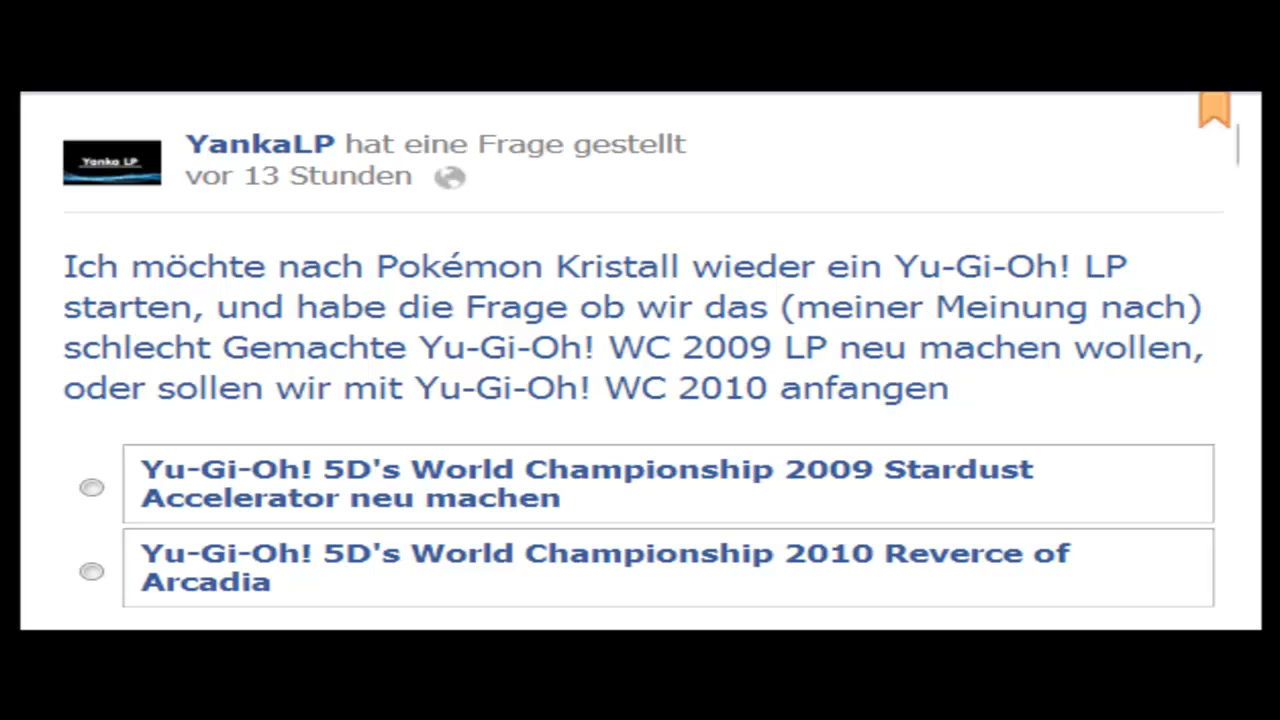 YankaLP hat eine Frage gestellt
Yanka LP
vor 13 Stunden
Ich möchte nach Pokémon Kristall wieder ein Yu-Gi-Oh! LP
starten, und habe die Frage ob wir das (meiner Meinung nach)
schlecht Gemachte Yu-Gi-Oh! WC 2009 LP neu machen wollen,
oder sollen wir mit Yu-Gi-Oh! WC 2010 anfangen
Yu-Gi-Oh! 5D's World Championship 2009 Stardust
Accelerator neu machen
Yu-Gi-Oh! 5D's World Championship 2010 Reverce of
Arcadia